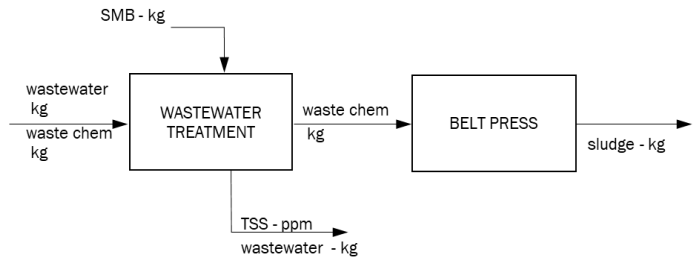 SMB - kg
wastewater
kg
waste chem
kg
WASTEWATER
TREATMENT
waste chem
kg
BELT PRESS
sludge - kg
TSS - ppm
wastewater - kg